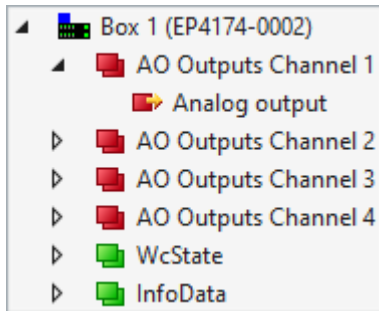 Box 1 (EP4174-0002)
AO Outputs Channel 1
Analog output
AO Outputs Channel 2
AO Outputs Channel 3
AO Outputs Channel 4
WcState
InfoData